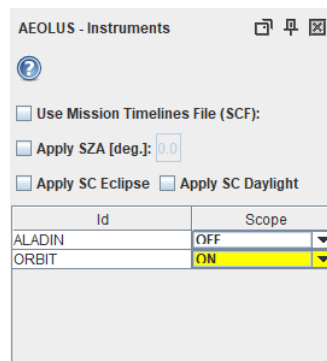 AEOLUS - Instruments
?
Use Mission Timelines File (SCF):
Apply SZA [deg.]: 0.0
Apply SC Eclipse Apply SC Daylight
Id Scope
ALADIN OFF
ORBIT ON